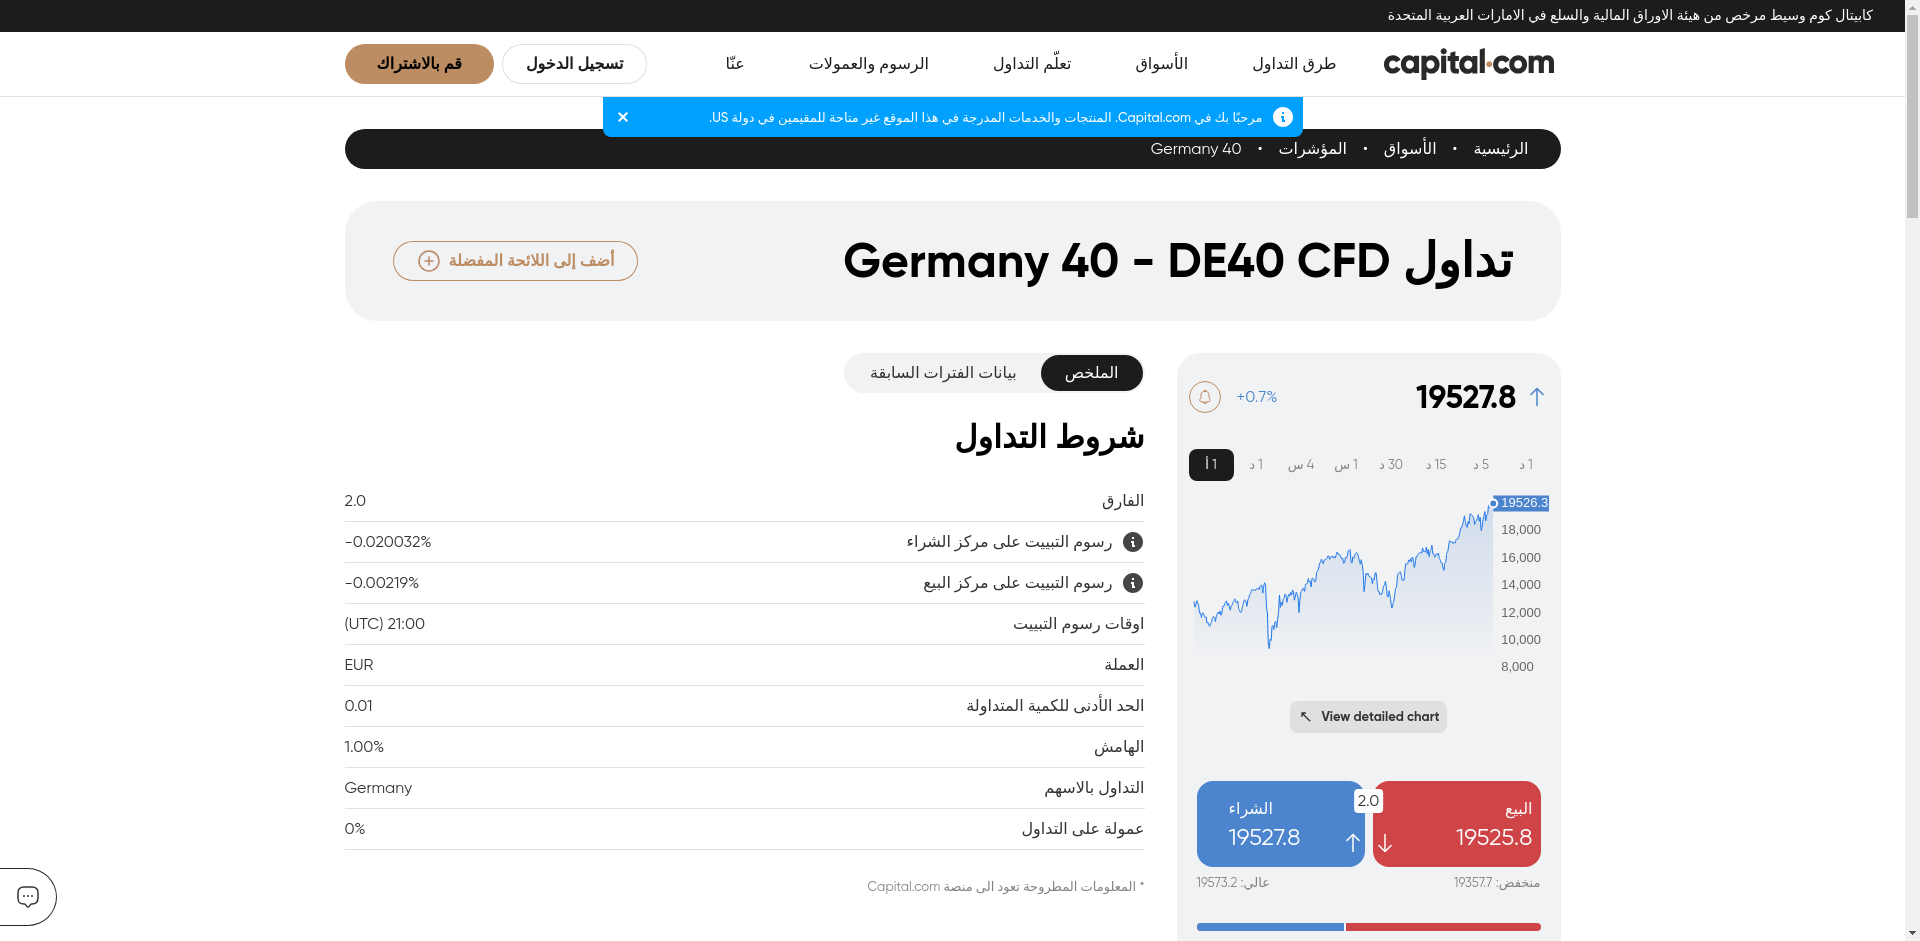 كابيتال كوم وسيط مرخص من هيئة الاوراق المالية والسلع في الامارات العربية المتحدة
capital.com
طرق التداول
الأسواق
تعلّم التداول
الرسوم والعمولات
عنّا
تسجيل الدخول
قم بالاشتراك
مرحبًا بك في Capital.com. المنتجات والخدمات المدرجة في هذا الموقع غير متاحة للمقيمين في دولة US.
الرئيسية • الأسواق • المؤشرات • Germany 40
تداول Germany 40 - DE40 CFD
أضف إلى اللائحة المفضلة
19527.8
+0.7%
1 د
5 د
15 د
30 د
1 س
4 س
1 د
1 أ
19526.3
18,000
16,000
14,000
12,000
10,000
8,000
View detailed chart
البيع
19525.8
2.0
الشراء
19527.8
منخفض: 19357.7
عالي: 19573.2
الملخص
بيانات الفترات السابقة
شروط التداول
الفارق 2.0
رسوم التبييت على مركز الشراء -0.020032%
رسوم التبييت على مركز البيع -0.00219%
اوقات رسوم التبييت 21:00 (UTC)
العملة EUR
الحد الأدنى للكمية المتداولة 0.01
الهامش 1.00%
التداول بالاسهم Germany
عمولة على التداول 0%
* المعلومات المطروحة تعود الى منصة Capital.com